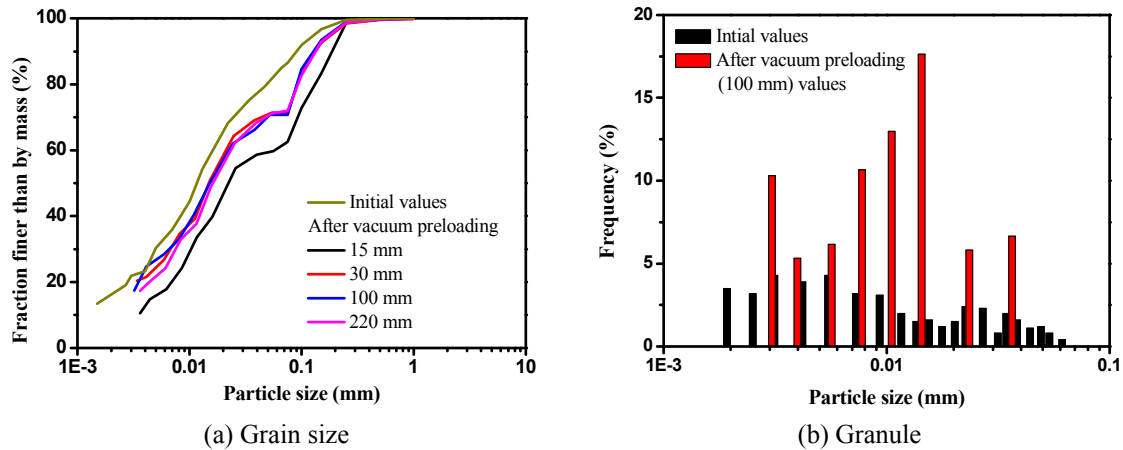 100
80
60
40
20
0
Fraction finer than by mass (%)
Initial values
After vacuum preloading
15 mm
30 mm
100 mm
220 mm
1E-3
0.01
0.1
1
10
Particle size (mm)
(a) Grain size
20
15
10
5
0
Frequency (%)
Intial values
After vacuum preloading
(100 mm) values
1E-3
0.01
0.1
Particle size (mm)
(b) Granule